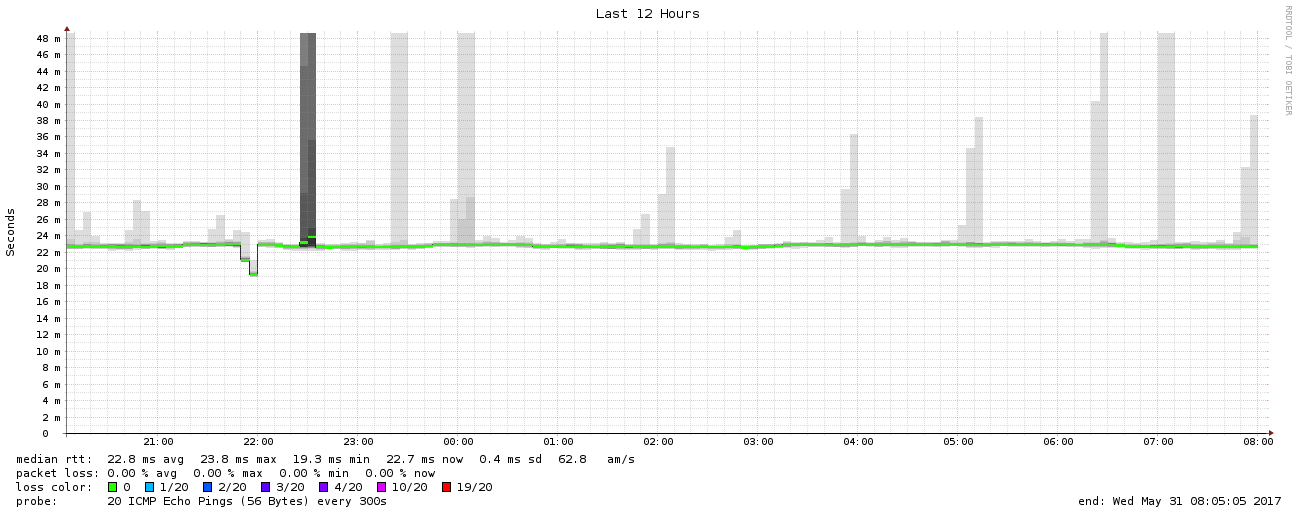 Last 12 Hours
RRDTOOL / TOBI OETIKER
Seconds
48 m
46 m
44 m
42 m
40 m
38 m
36 m
34 m
32 m
30 m
28 m
26 m
24 m
22 m
20 m
18 m
16 m
14 m
12 m
10 m
8 m
6 m
4 m
2 m
0
21:00 22:00 23:00 00:00 01:00 02:00 03:00 04:00 05:00 06:00 07:00 08:00
median rtt: 22.8 ms avg 23.8 ms max 19.3 ms min 22.7 ms now 0.4 ms sd 62.8 am/s
packet loss: 0.00 % avg 0.00 % max 0.00 % min 0.00 % now
loss color: 0 1/20 2/20 3/20 4/20 10/20 19/20
probe: 20 ICMP Echo Pings (56 Bytes) every 300s end: Wed May 31 08:05:05 2017